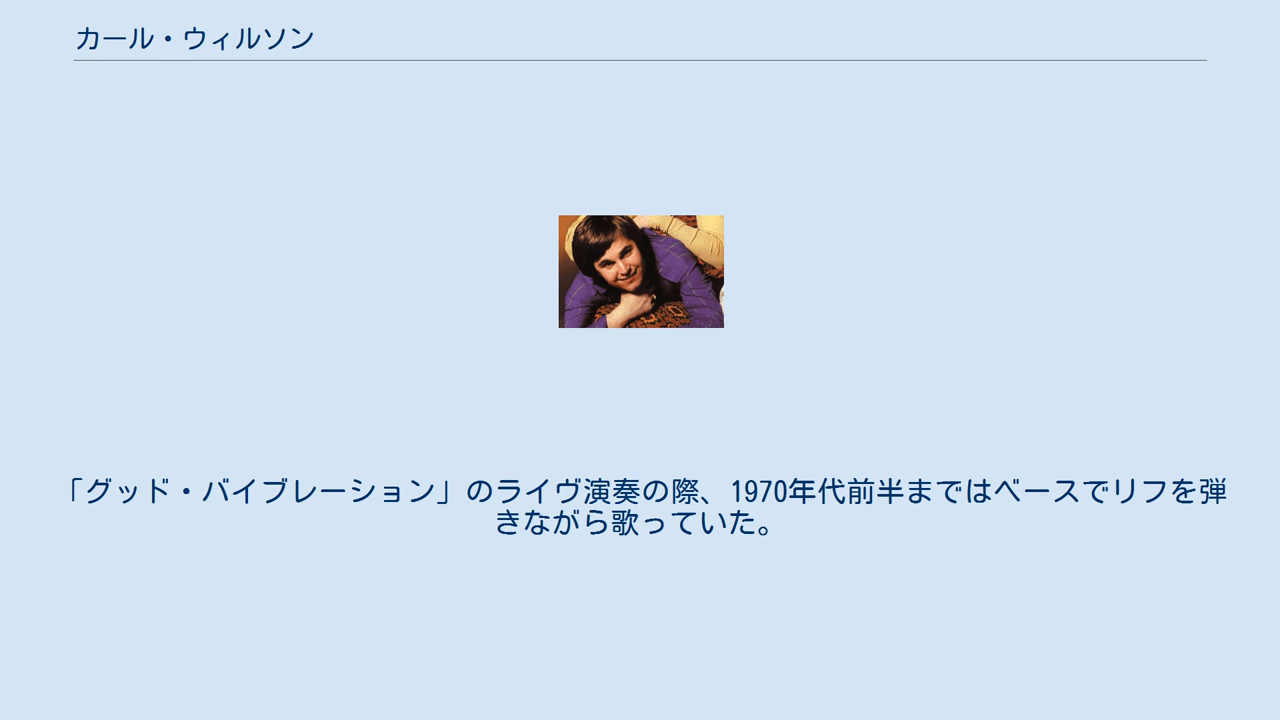 カール・ウィルソン
「グッド・バイブレーション」のライヴ演奏の際、1970年代前半まではベースでリフを弾
きながら歌っていた。